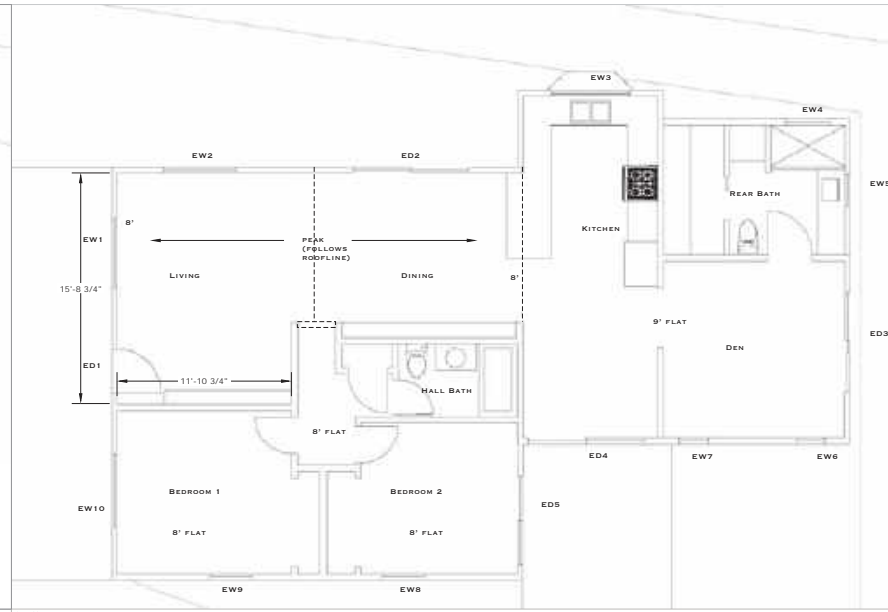 EW3
EW4
EW2
ED2
EW5
REAR BATH
8'
EW1
PEAK
(FOLLOWS
ROOFLINE)
KITCHEN
LIVING
DINING
8'
15'-8 3/4"
9' FLAT
ED3
DEN
ED1
11'-10 3/4"
HALL BATH
8' FLAT
ED4
EW7
EW6
BEDROOM 1
BEDROOM 2
EW10
ED5
8' FLAT
8' FLAT
EW9
EW8